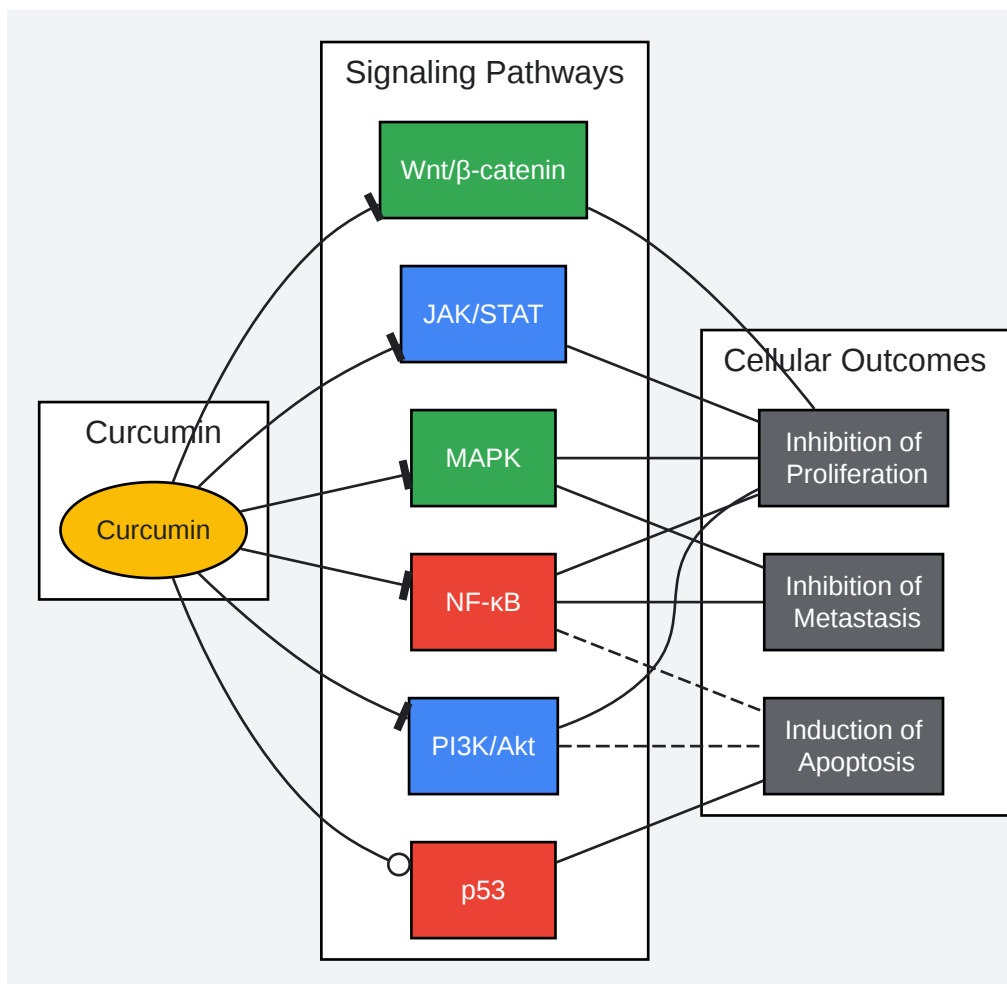 Signaling Pathways
Wnt/β-catenin
JAK/STAT
MAPK
NF-κB
PI3K/Akt
p53
Curcumin
Curcumin
Cellular Outcomes
Inhibition of
Proliferation
Inhibition of
Metastasis
Induction of
Apoptosis